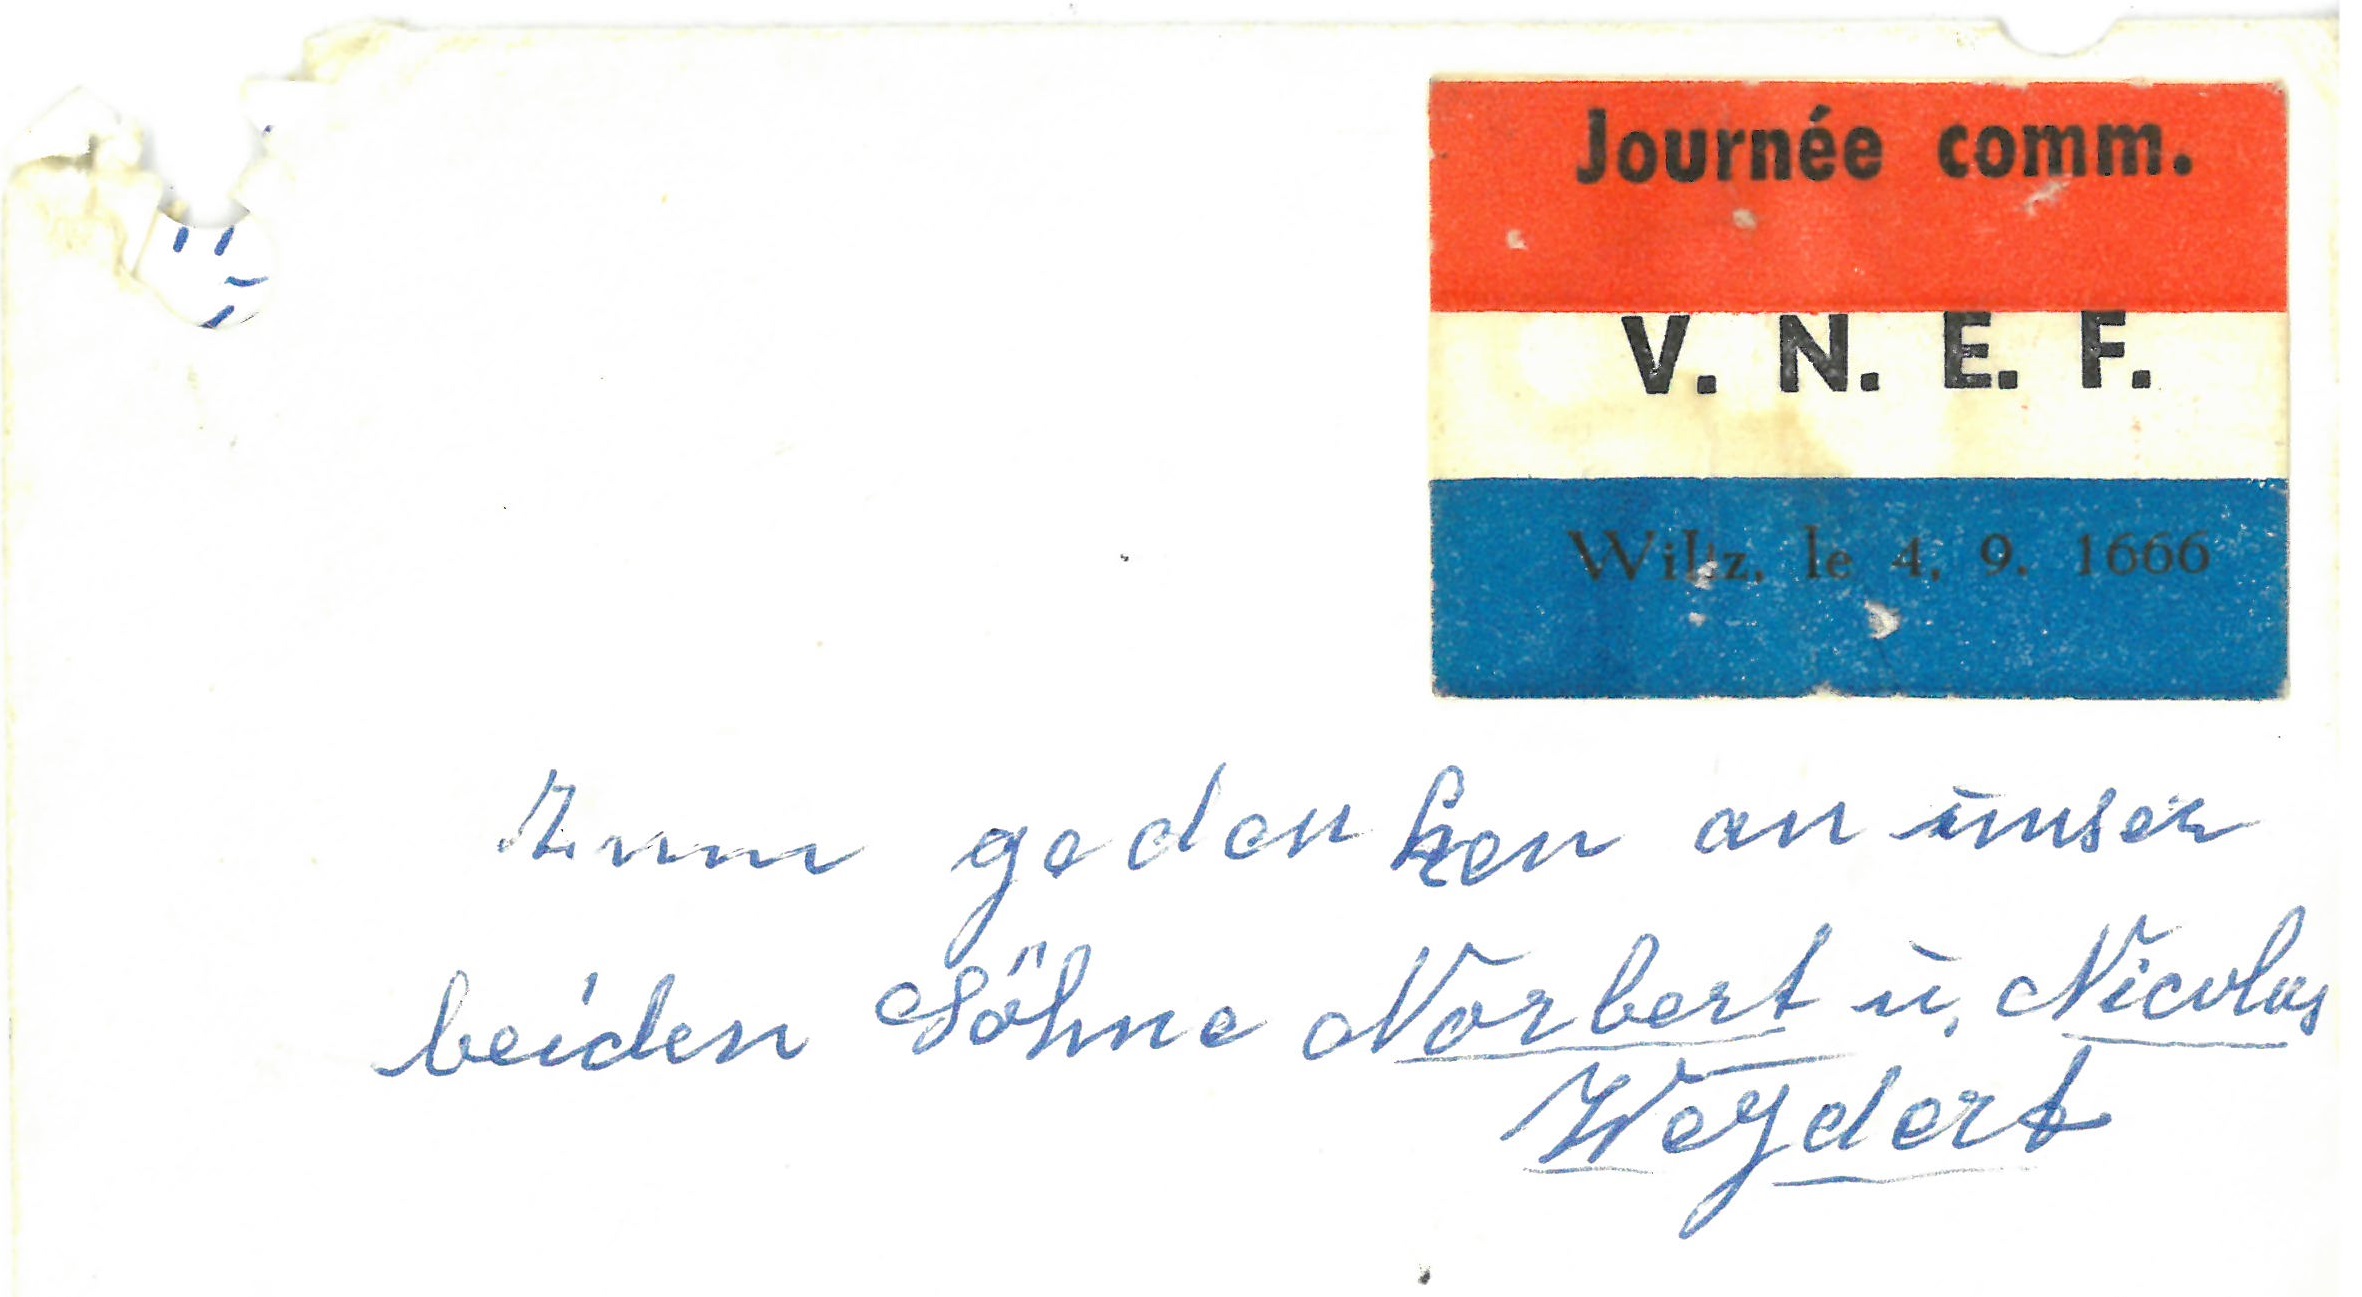 Journée comm.
V. N. E. F.
Wiltz, le 4. 9. 1666
Zum gedenken an unser
beiden Söhne Norbert u. Nicolas
Weydert